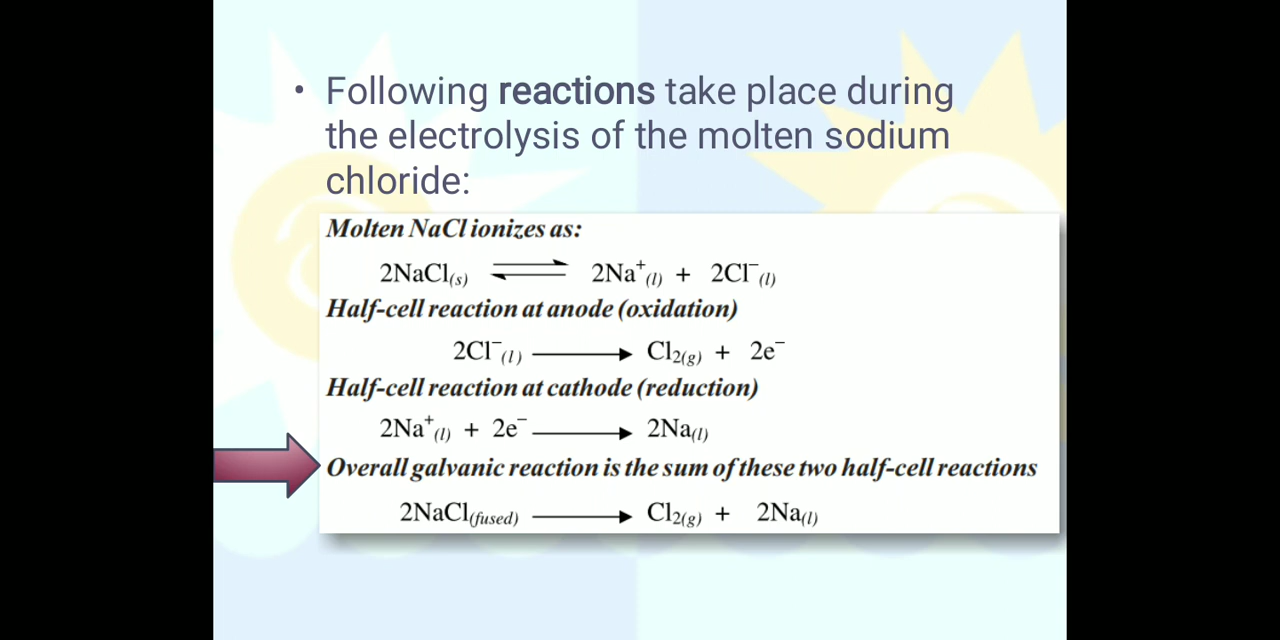 • Following reactions take place during
the electrolysis of the molten sodium
chloride:
Molten NaCl ionizes as:
2NaCl(s) ⇌ 2Na⁺(l) + 2Cl⁻(l)
Half-cell reaction at anode (oxidation)
2Cl⁻(l) ⟶ Cl₂(g) + 2e⁻
Half-cell reaction at cathode (reduction)
2Na⁺(l) + 2e⁻ ⟶ 2Na(l)
Overall galvanic reaction is the sum of these two half-cell reactions
2NaCl(fused) ⟶ Cl₂(g) + 2Na(l)